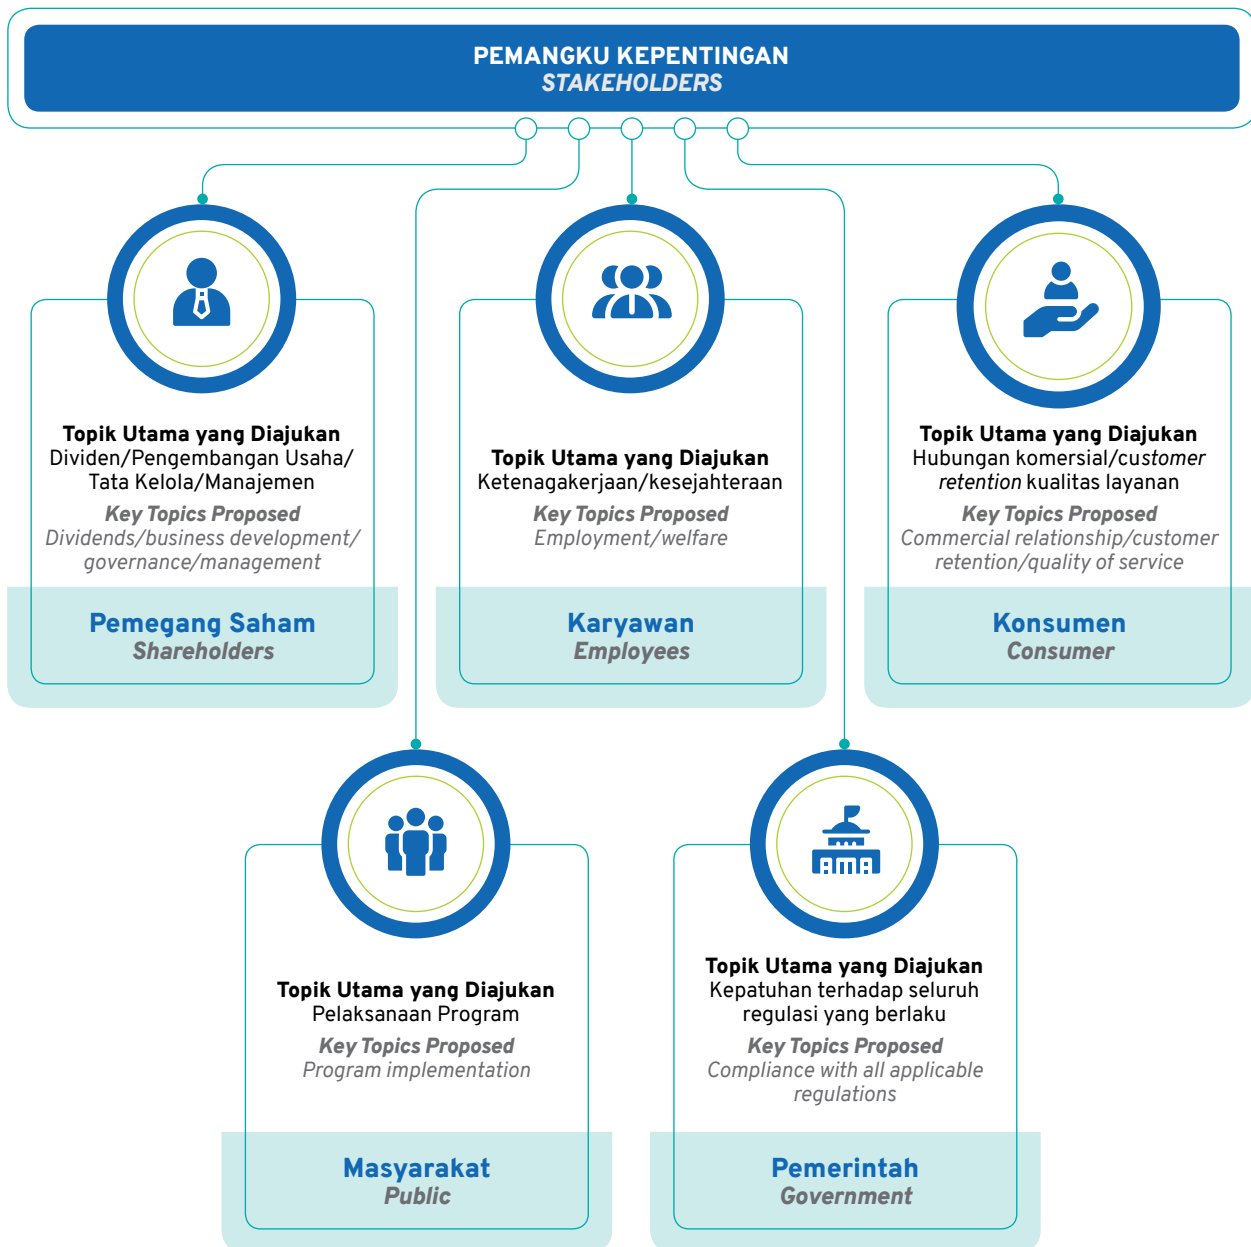 PEMANGKU KEPENTINGAN
STAKEHOLDERS
Topik Utama yang Diajukan
Dividen/Pengembangan Usaha/
Tata Kelola/Manajemen
Key Topics Proposed
Dividends/business development/
governance/management
Pemegang Saham
Shareholders
Topik Utama yang Diajukan
Ketenagakerjaan/kesejahteraan
Key Topics Proposed
Employment/welfare
Karyawan
Employees
Topik Utama yang Diajukan
Hubungan komersial/customer
retention kualitas layanan
Key Topics Proposed
Commercial relationship/customer
retention/quality of service
Konsumen
Consumer
Topik Utama yang Diajukan
Pelaksanaan Program
Key Topics Proposed
Program implementation
Masyarakat
Public
Topik Utama yang Diajukan
Kepatuhan terhadap seluruh
regulasi yang berlaku
Key Topics Proposed
Compliance with all applicable
regulations
Pemerintah
Government